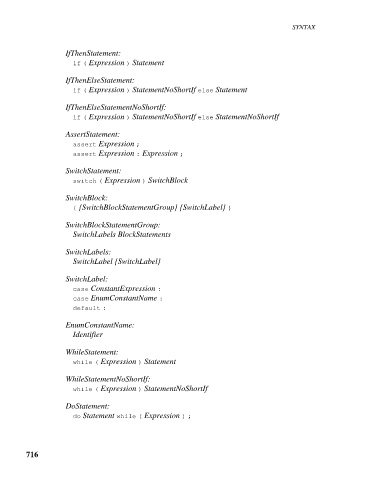 SYNTAX
IfThenStatement:
if ( Expression ) Statement
IfThenElseStatement:
if ( Expression ) StatementNoShortIf else Statement
IfThenElseStatementNoShortIf:
if ( Expression ) StatementNoShortIf else StatementNoShortIf
AssertStatement:
assert Expression ;
assert Expression : Expression ;
SwitchStatement:
switch ( Expression ) SwitchBlock
SwitchBlock:
{ {SwitchBlockStatementGroup} {SwitchLabel} }
SwitchBlockStatementGroup:
SwitchLabels BlockStatements
SwitchLabels:
SwitchLabel {SwitchLabel}
SwitchLabel:
case ConstantExpression :
case EnumConstantName :
default :
EnumConstantName:
Identifier
WhileStatement:
while ( Expression ) Statement
WhileStatementNoShortIf:
while ( Expression ) StatementNoShortIf
DoStatement:
do Statement while ( Expression ) ;
716